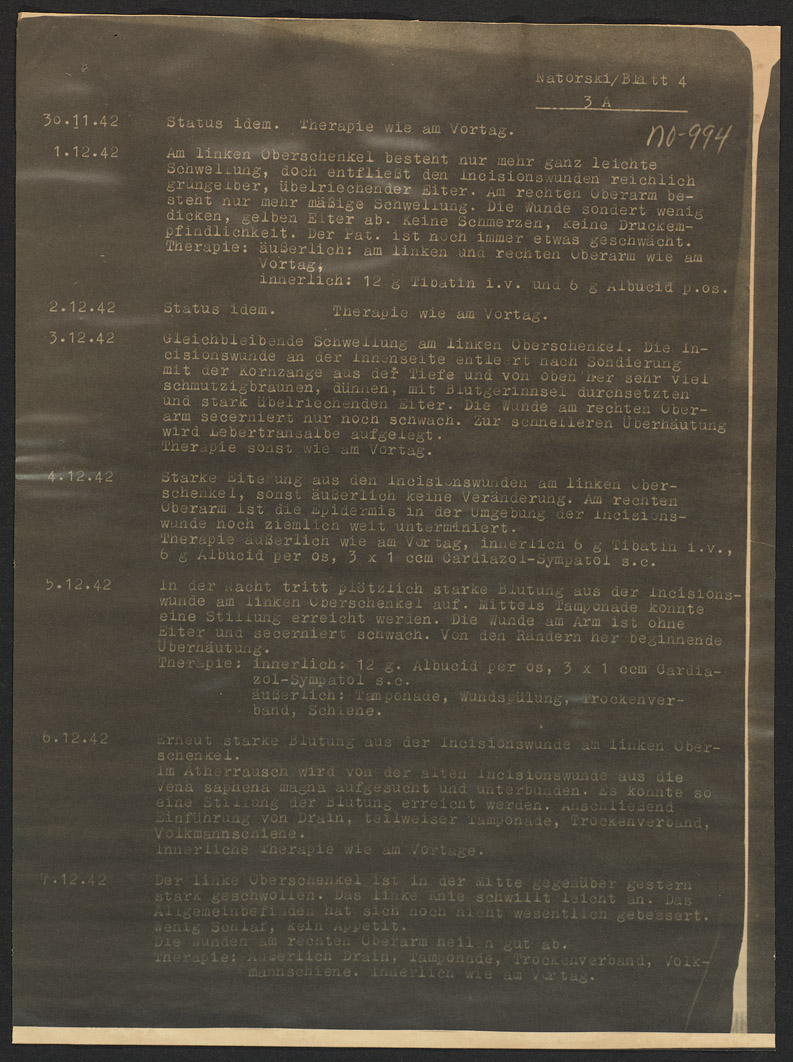 Natorski/Blatt 4
3 A
NO-994
30.11.42 Status idem. Therapie wie am Vortag.
1.12.42 Am linken Oberschenkel besteht nur mehr ganz leichte
Schwellung, doch entfließt den Incisionswunden reichlich
grüngelber, übelriechender Eiter. Am rechten Oberarm be-
steht nur mehr mäßige Schwellung. Die Wunde sondert wenig
dicken, gelben Eiter ab. Keine Schmerzen, keine Druckem-
pfindlichkeit. Der Pat. ist noch immer etwas geschwächt.
Therapie: äußerlich: am linken und rechten Oberarm wie am
Vortag,
innerlich: 12 g Tibatin i.v. und 6 g Albucid p.os.
2.12.42 Status idem. Therapie wie am Vortag.
3.12.42 Gleichbleibende Schwellung am linken Oberschenkel. Die In-
cisionswunde an der Innenseite entleert nach Sondierung
mit der Kornzange aus der Tiefe und von oben her sehr viel
schmutzigbraunen, dünnen, mit Blutgerinnsel durchsetzten
und stark übelriechenden Eiter. Die Wunde am rechten Ober-
arm secerniert nur noch schwach. Zur schnelleren Überhäutung
wird Lebertransalbe aufgelegt.
Therapie sonst wie am Vortag.
4.12.42 Starke Eiterung aus den Incisionswunden am linken Ober-
schenkel, sonst äußerlich keine Veränderung. Am rechten
Oberarm ist die Epidermis in der Umgebung der Incisions-
wunde noch ziemlich weit unterminiert.
Therapie äußerlich wie am Vortag, innerlich 6 g Tibatin i.v.,
6 g Albucid per os, 3 x 1 ccm Cardiazol-Sympatol s.c.
5.12.42 In der Nacht tritt plötzlich starke Blutung aus der Incisions-
wunde am linken Oberschenkel auf. Mittels Tamponade konnte
eine Stillung erreicht werden. Die Wunde am Arm ist ohne
Eiter und secerniert schwach. Von den Rändern her beginnende
Überhäutung.
Therapie: innerlich: 12 g. Albucid per os, 3 x 1 ccm Cardia-
zol-Sympatol s.c.
äußerlich: Tamponade, Wundspülung, Trockenver-
band, Schiene.
6.12.42 Erneut starke Blutung aus der Incisionswunde am linken Ober-
schenkel.
Im Ätherrausch wird von der alten Incisionswunde aus die
Vena saphena magna aufgesucht und unterbunden. Es konnte so
eine Stillung der Blutung erreicht werden. Anschließend
Einführung von Drain, teilweiser Tamponade, Trockenverband,
Volkmannschiene.
Innerliche Therapie wie am Vortage.
7.12.42 Der linke Oberschenkel ist in der Mitte gegenüber gestern
stark geschwollen. Das linke Knie schwillt leicht an. Das
Allgemeinbefinden hat sich noch nicht wesentlich gebessert.
Wenig Schlaf, kein Appetit.
Die Wunden am rechten Oberarm heilen gut ab.
Therapie: Äußerlich Drain, Tamponade, Trockenverband, Volk-
mannschiene. Innerlich wie am Vortag.